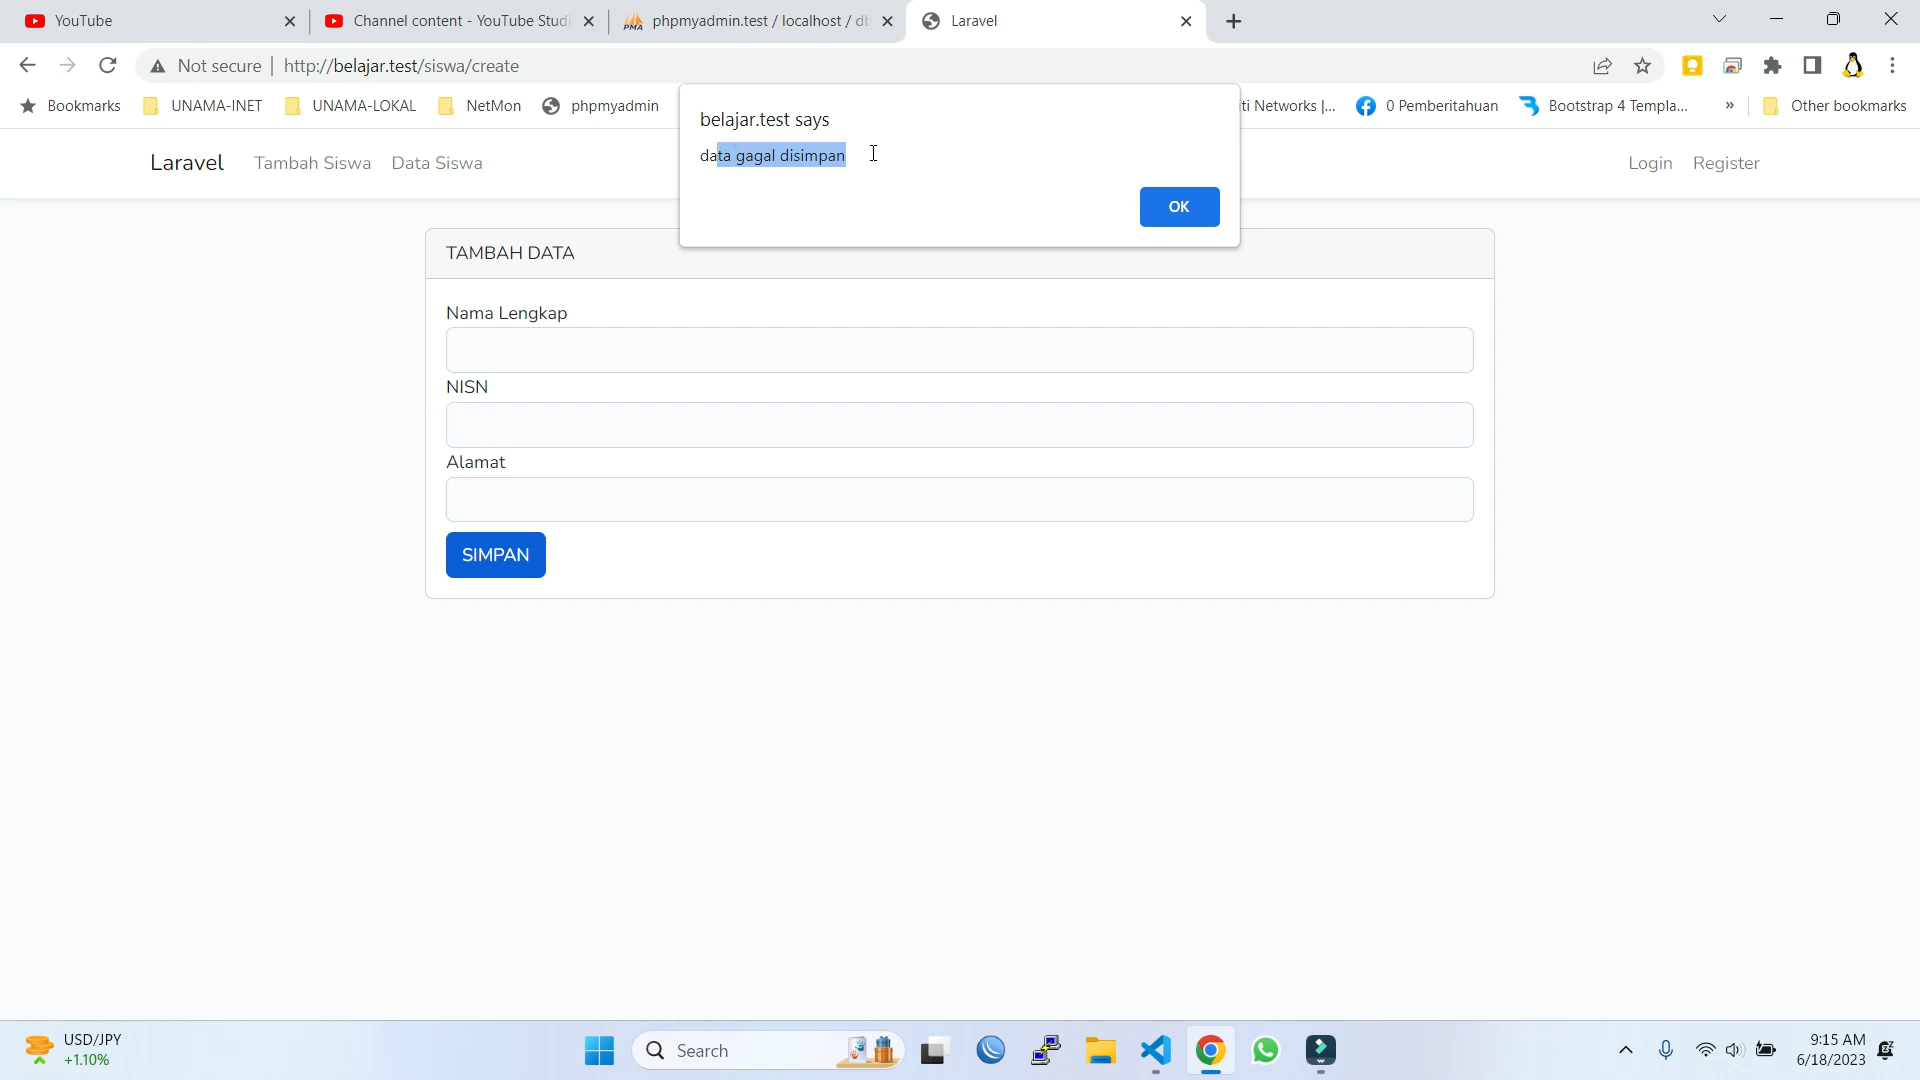 YouTube
Channel content - YouTube Studi
phpmyadmin.test / localhost / db
Laravel
Not secure
http://belajar.test/siswa/create
Bookmarks
UNAMA-INET
UNAMA-LOKAL
NetMon
phpmyadmin
ti Networks |...
0 Pemberitahuan
Bootstrap 4 Templa...
»
Other bookmarks
belajar.test says
data gagal disimpan
OK
Laravel
Tambah Siswa
Data Siswa
Login
Register
TAMBAH DATA
Nama Lengkap
NISN
Alamat
SIMPAN
USD/JPY
+1.10%
Search
9:15 AM
6/18/2023